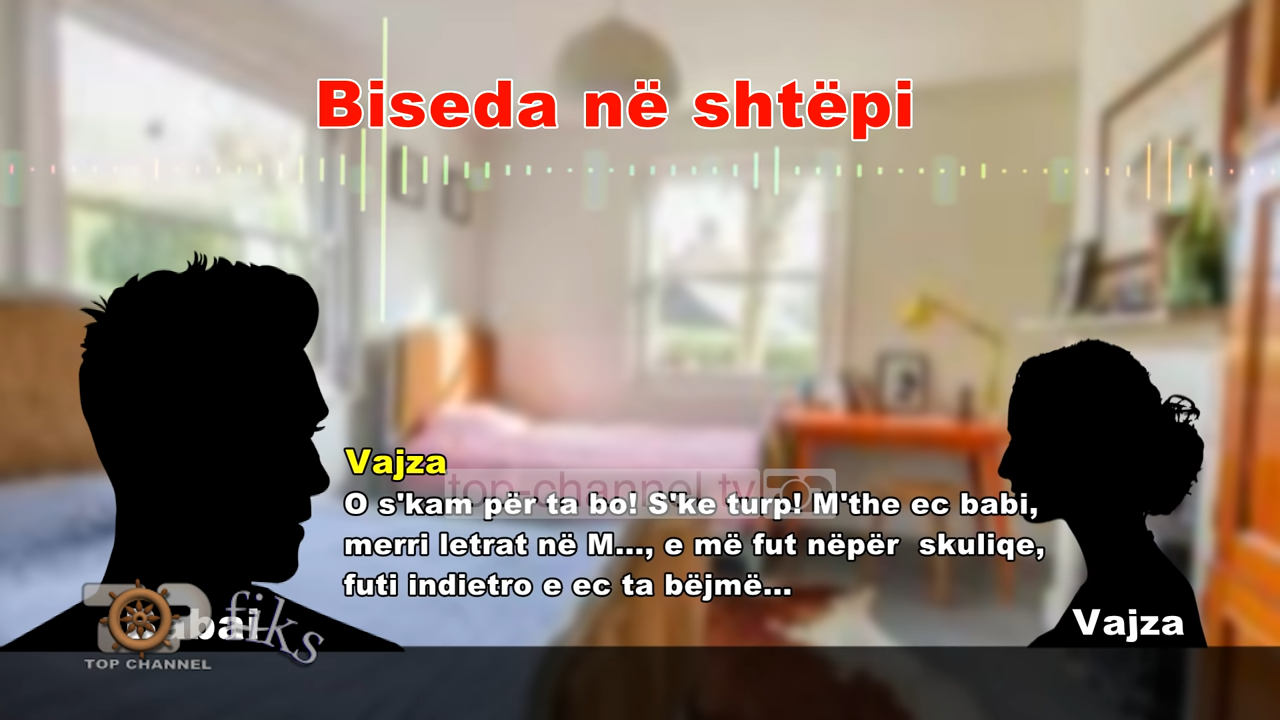 Biseda në shtëpi
Vajza
top-channel.tv
O s'kam për ta bo! S'ke turp! M'the ec babi,
merri letrat në M..., e më fut nëpër skuliqe,
futi indietro e ec ta bëjmë...
Babai
fiks
Vajza
TOP CHANNEL